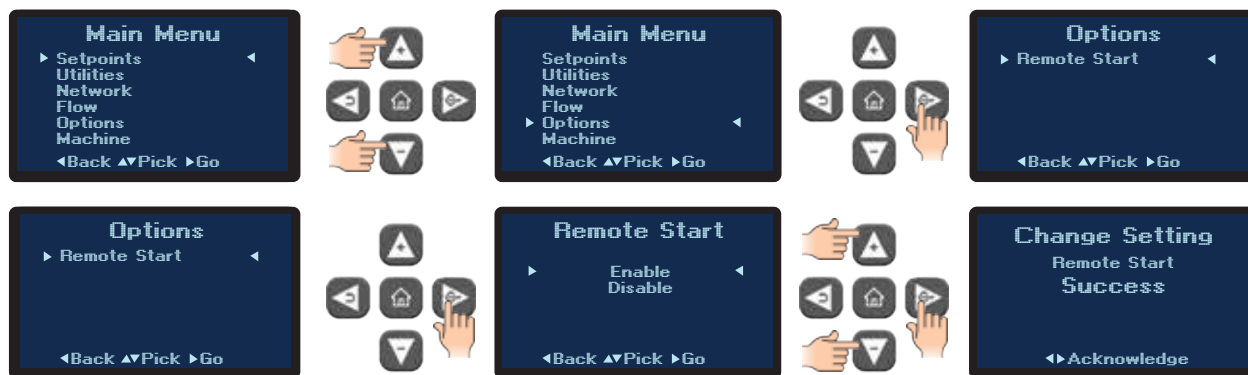 Main Menu
Setpoints
Utilities
Network
Flow
Options
Machine
◀Back ▲▼Pick ▶Go
Main Menu
Setpoints
Utilities
Network
Flow
Options
Machine
◀Back ▲▼Pick ▶Go
Options
Remote Start
◀Back ▲▼Pick ▶Go
Options
Remote Start
◀Back ▲▼Pick ▶Go
Remote Start
Enable
Disable
◀Back ▲▼Pick ▶Go
Change Setting
Remote Start
Success
◀▶Acknowledge